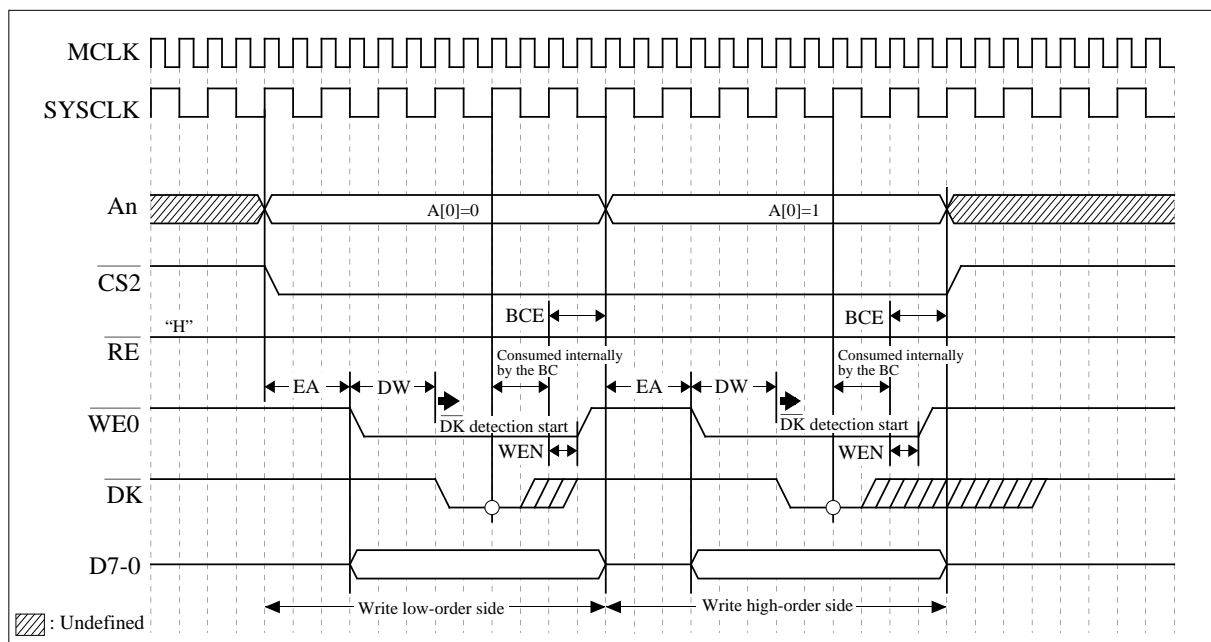 MCLK
SYSCLK
An
A[0]=0
A[0]=1
CS2
BCE
BCE
“H”
RE
Consumed internally
by the BC
Consumed internally
by the BC
EA
DW
EA
DW
WE0
DK detection start
DK detection start
WEN
WEN
DK
D7-0
Write low-order side
Write high-order side
: Undefined